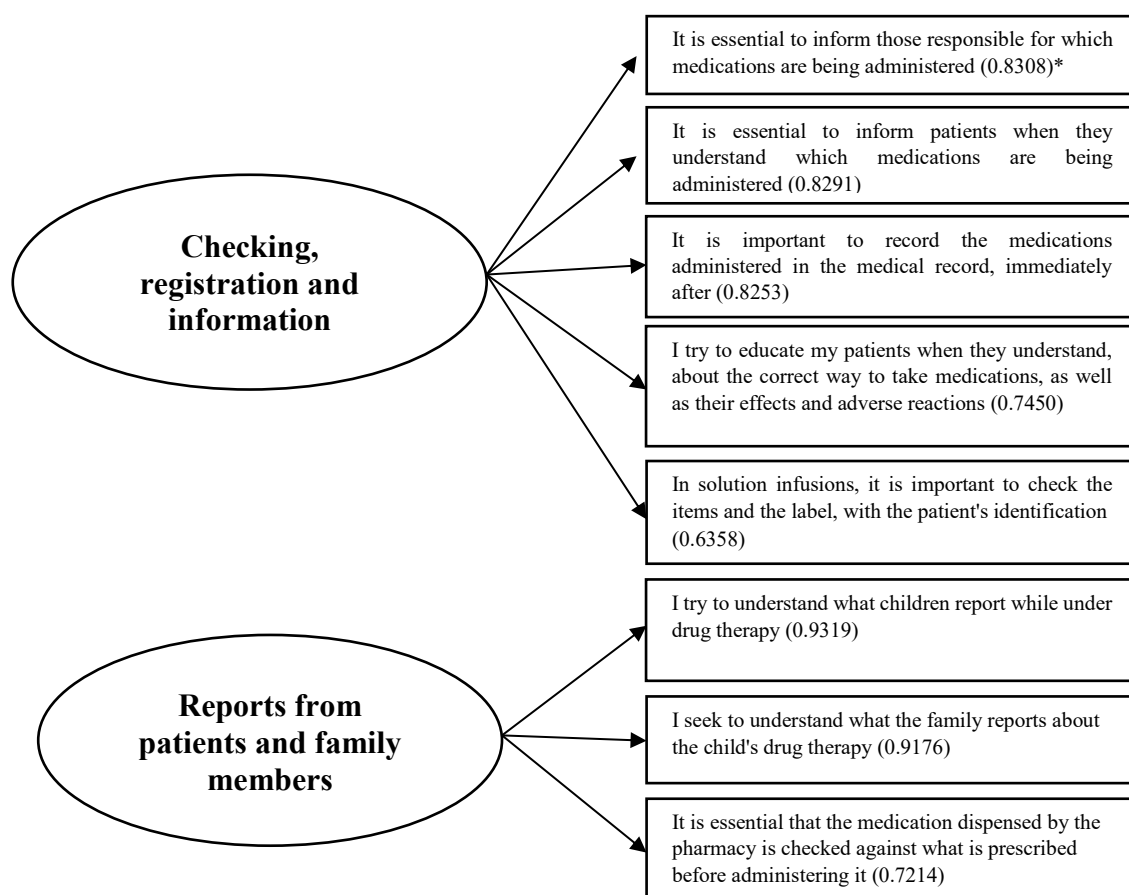 It is essential to inform those responsible for which
medications are being administered (0.8308)*
It is essential to inform patients when they
understand which medications are being
administered (0.8291)
Checking,
registration and
information
It is important to record the medications
administered in the medical record, immediately
after (0.8253)
I try to educate my patients when they understand,
about the correct way to take medications, as well
as their effects and adverse reactions (0.7450)
In solution infusions, it is important to check the
items and the label, with the patient's identification
(0.6358)
I try to understand what children report while under
drug therapy (0.9319)
Reports from
patients and family
members
I seek to understand what the family reports about
the child's drug therapy (0.9176)
It is essential that the medication dispensed by the
pharmacy is checked against what is prescribed
before administering it (0.7214)